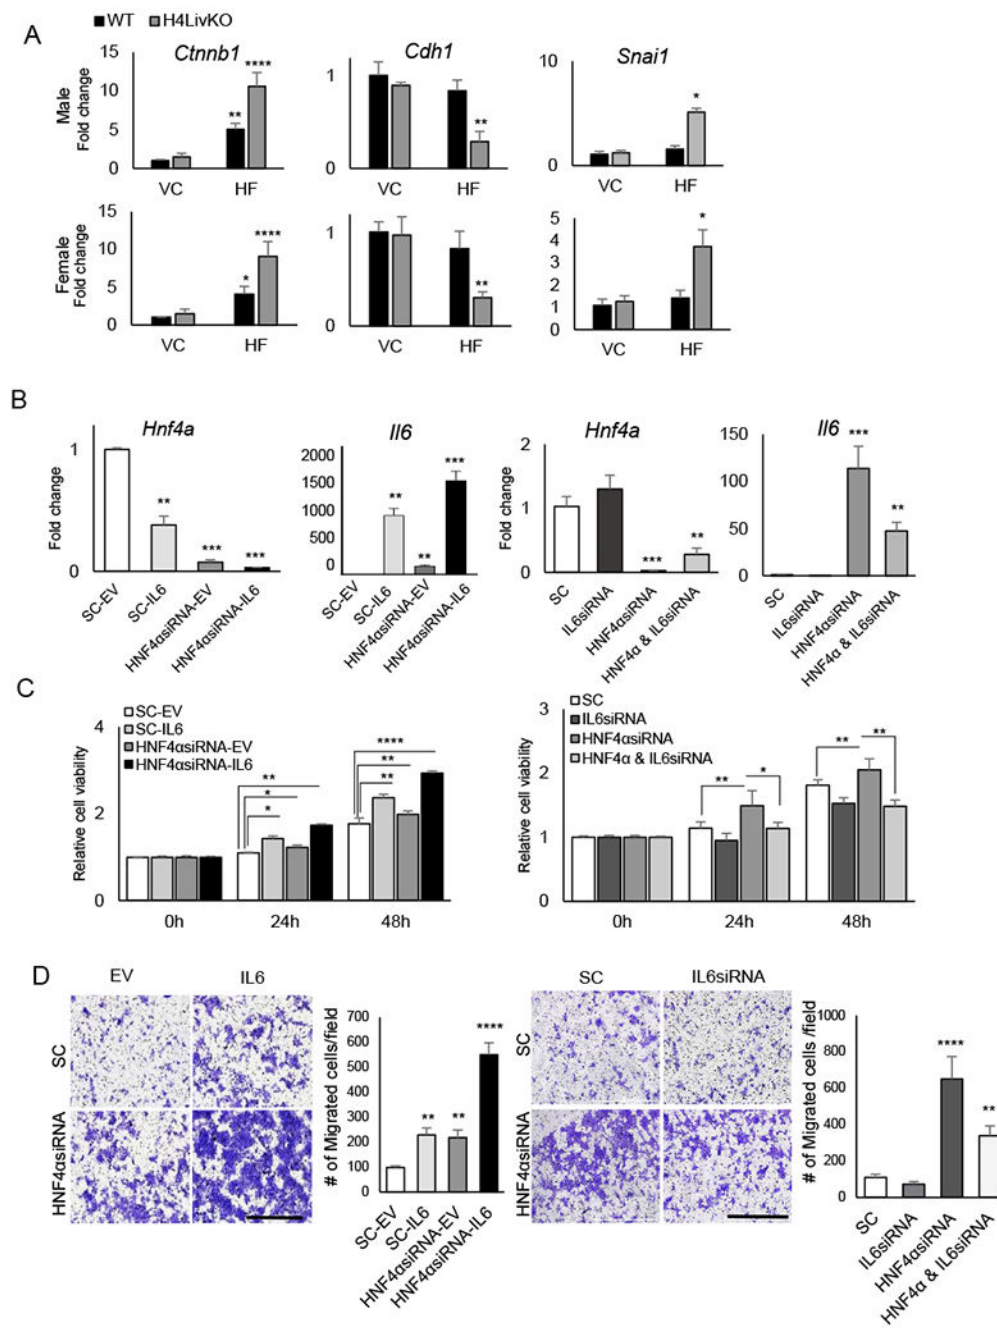 WT H4LivKO
A
Ctnnb1 Cdh1 Snai1
Male
Fold change
15
10
5
0
** ****
VC HF
1
0
**
VC HF
10
0
*
VC HF
Female
Fold change
15
10
5
0
* ****
VC HF
1
0
**
VC HF
5
4
3
2
1
0
*
VC HF
B
Hnf4a
Fold change
1
0
** *** ***
SC-EV
SC-IL6
HNF4αsiRNA-EV
HNF4αsiRNA-IL6
Il6
2000
1500
1000
500
0
** ** ***
SC-EV
SC-IL6
HNF4αsiRNA-EV
HNF4αsiRNA-IL6
Hnf4a
Fold change
2
1
0
*** **
SC
IL6siRNA
HNF4αsiRNA
HNF4α & IL6siRNA
Il6
150
100
50
0
*** **
SC
IL6siRNA
HNF4αsiRNA
HNF4α & IL6siRNA
C
SC-EV
SC-IL6
HNF4αsiRNA-EV
HNF4αsiRNA-IL6
Relative cell viability
4
2
0
**
*
*
****
**
**
0h 24h 48h
SC
IL6siRNA
HNF4αsiRNA
HNF4α & IL6siRNA
Relative cell viability
3
2
1
0
** *
** **
0h 24h 48h
D
EV IL6
SC
HNF4αsiRNA
# of Migrated cells/field
700
600
500
400
300
200
100
0
** ** ****
SC-EV
SC-IL6
HNF4αsiRNA-EV
HNF4αsiRNA-IL6
SC IL6siRNA
SC
HNF4αsiRNA
# of Migrated cells /field
1000
800
600
400
200
0
**** **
SC
IL6siRNA
HNF4αsiRNA
HNF4α & IL6siRNA